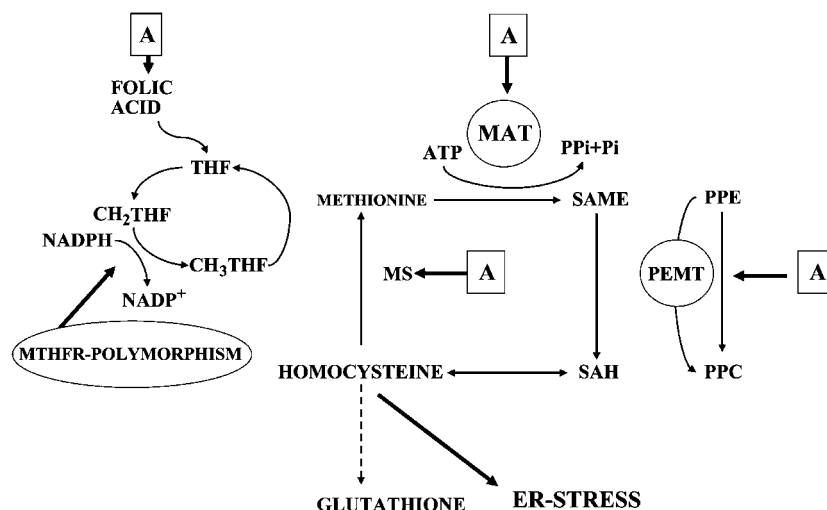 A
A
FOLIC
ACID
MAT
ATP
PPi+Pi
THF
METHIONINE
SAME
PPE
CH₂THF
NADPH
CH₃THF
MS
A
PEMT
A
NADP⁺
MTHFR-POLYMORPHISM
HOMOCYSTEINE
SAH
PPC
GLUTATHIONE
ER-STRESS